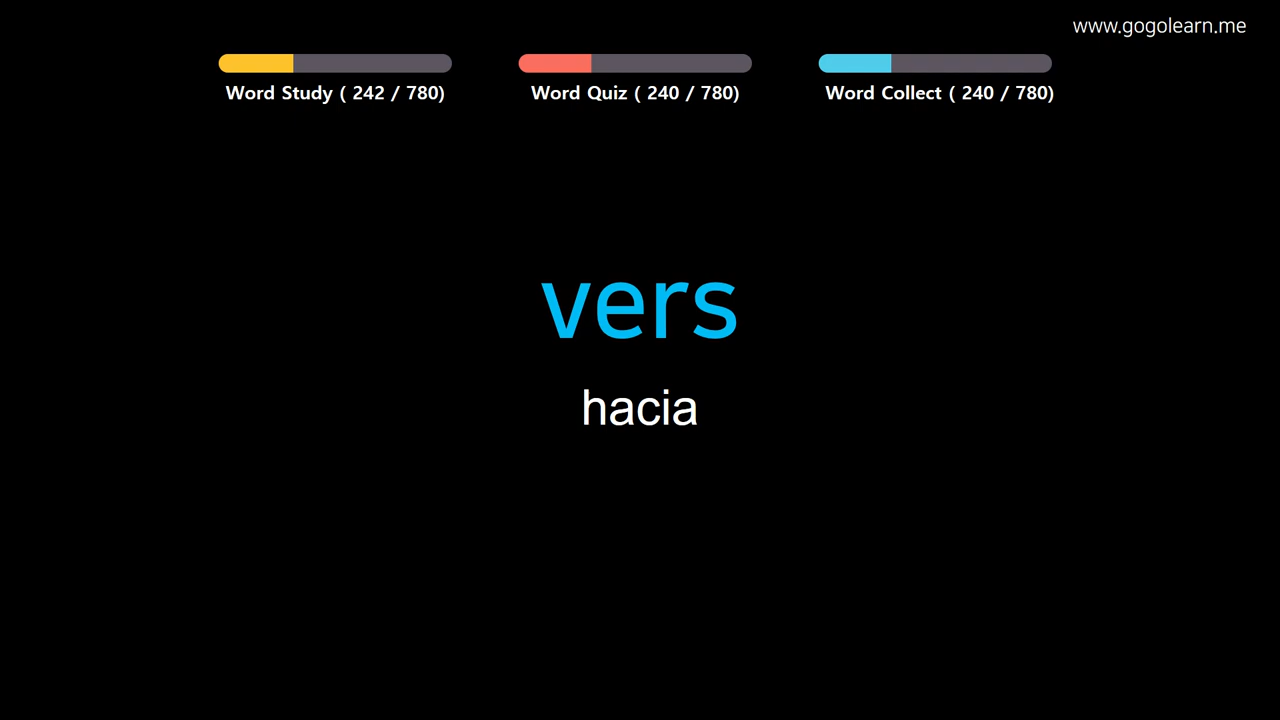 www.gogolearn.me
Word Study ( 242 / 780)
Word Quiz ( 240 / 780)
Word Collect ( 240 / 780)
vers
hacia